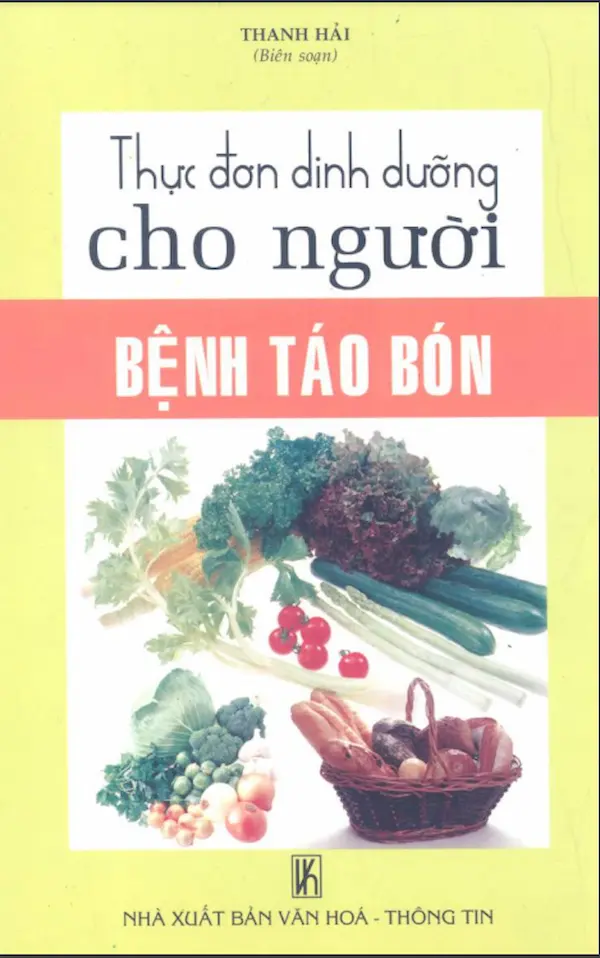 THANH HẢI
(Biên soạn)
Thực đơn dinh dưỡng
cho người
BỆNH TÁO BÓN
NHÀ XUẤT BẢN VĂN HOÁ - THÔNG TIN